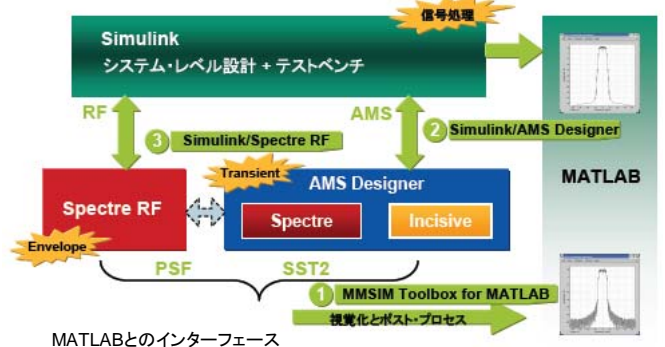 信号処理
Simulink
システム・レベル設計 + テストベンチ
RF
AMS
3 Simulink/Spectre RF
2 Simulink/AMS Designer
MATLAB
Transient
AMS Designer
Spectre RF
Spectre
Incisive
Envelope
PSF
SST2
1 MMSIM Toolbox for MATLAB
視覚化とポスト・プロセス
MATLABとのインターフェース